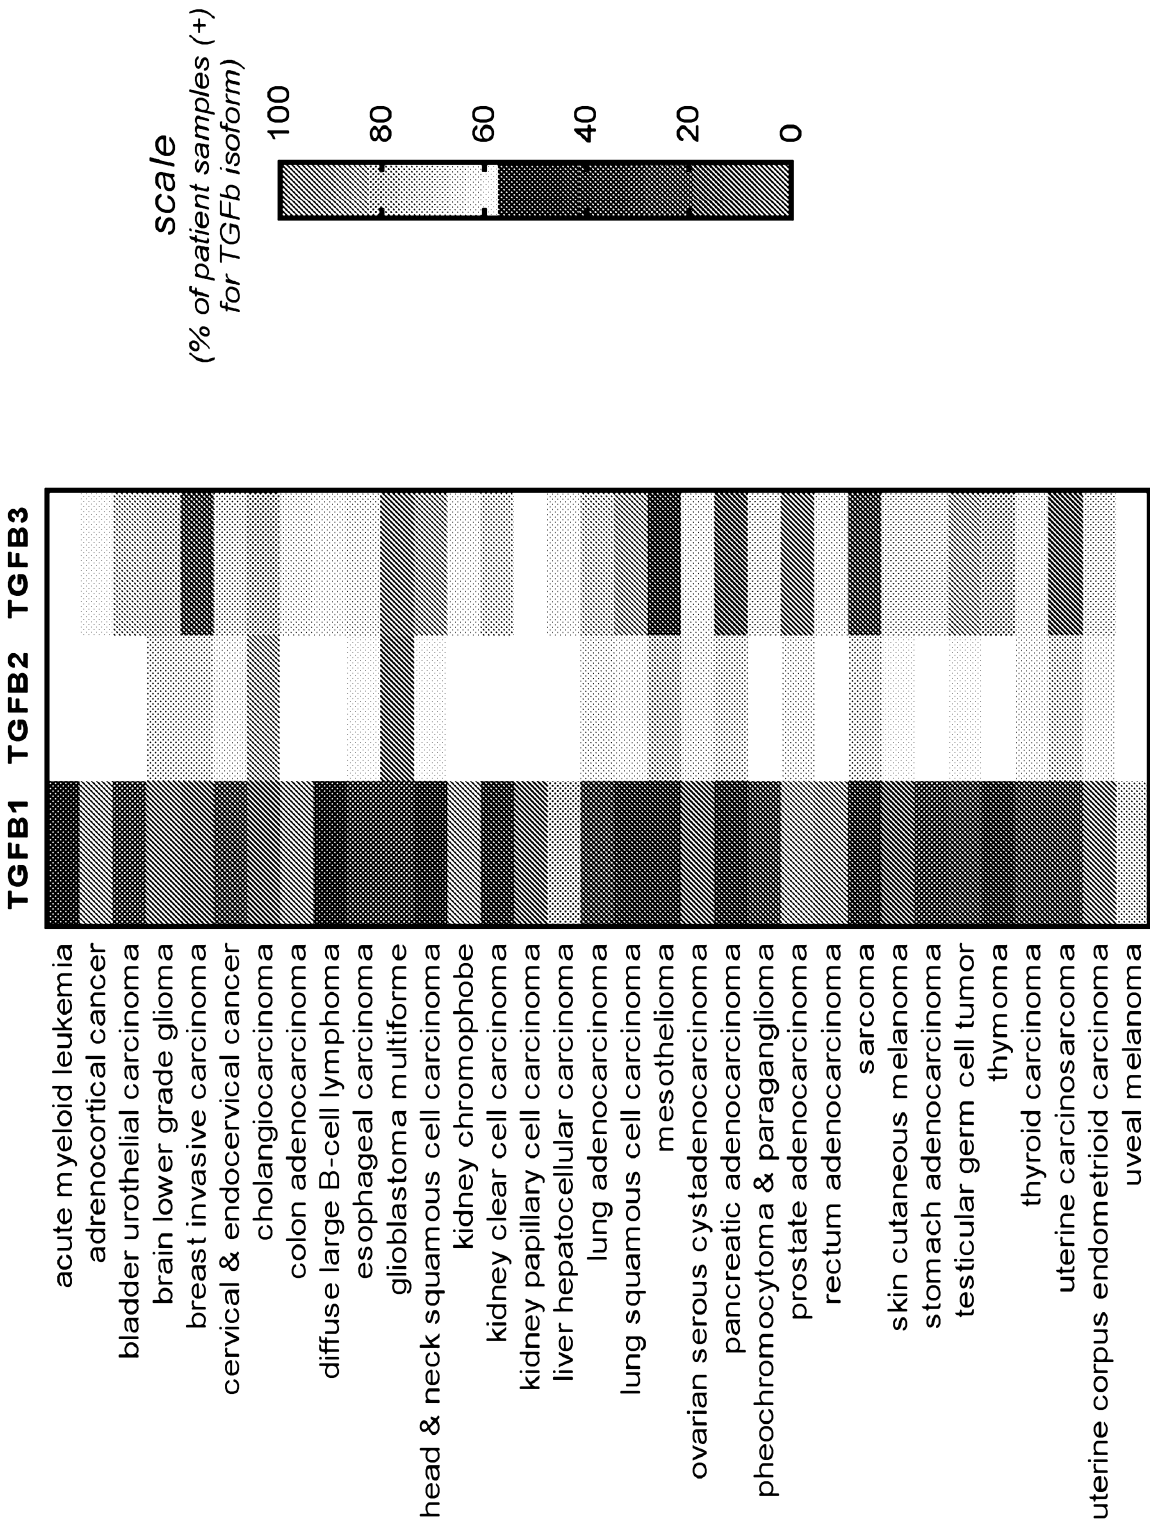 scale
(% of patient samples (+)
for TGFb isoform)
100
80
60
40
20
0
TGFB1
TGFB2
TGFB3
acute myeloid leukemia
adrenocortical cancer
bladder urothelial carcinoma
brain lower grade glioma
breast invasive carcinoma
cervical & endocervical cancer
cholangiocarcinoma
colon adenocarcinoma
diffuse large B-cell lymphoma
esophageal carcinoma
glioblastoma multiforme
head & neck squamous cell carcinoma
kidney chromophobe
kidney clear cell carcinoma
kidney papillary cell carcinoma
liver hepatocellular carcinoma
lung adenocarcinoma
lung squamous cell carcinoma
mesothelioma
ovarian serous cystadenocarcinoma
pancreatic adenocarcinoma
pheochromocytoma & paraganglioma
prostate adenocarcinoma
rectum adenocarcinoma
sarcoma
skin cutaneous melanoma
stomach adenocarcinoma
testicular germ cell tumor
thymoma
thyroid carcinoma
uterine carcinosarcoma
uterine corpus endometrioid carcinoma
uveal melanoma